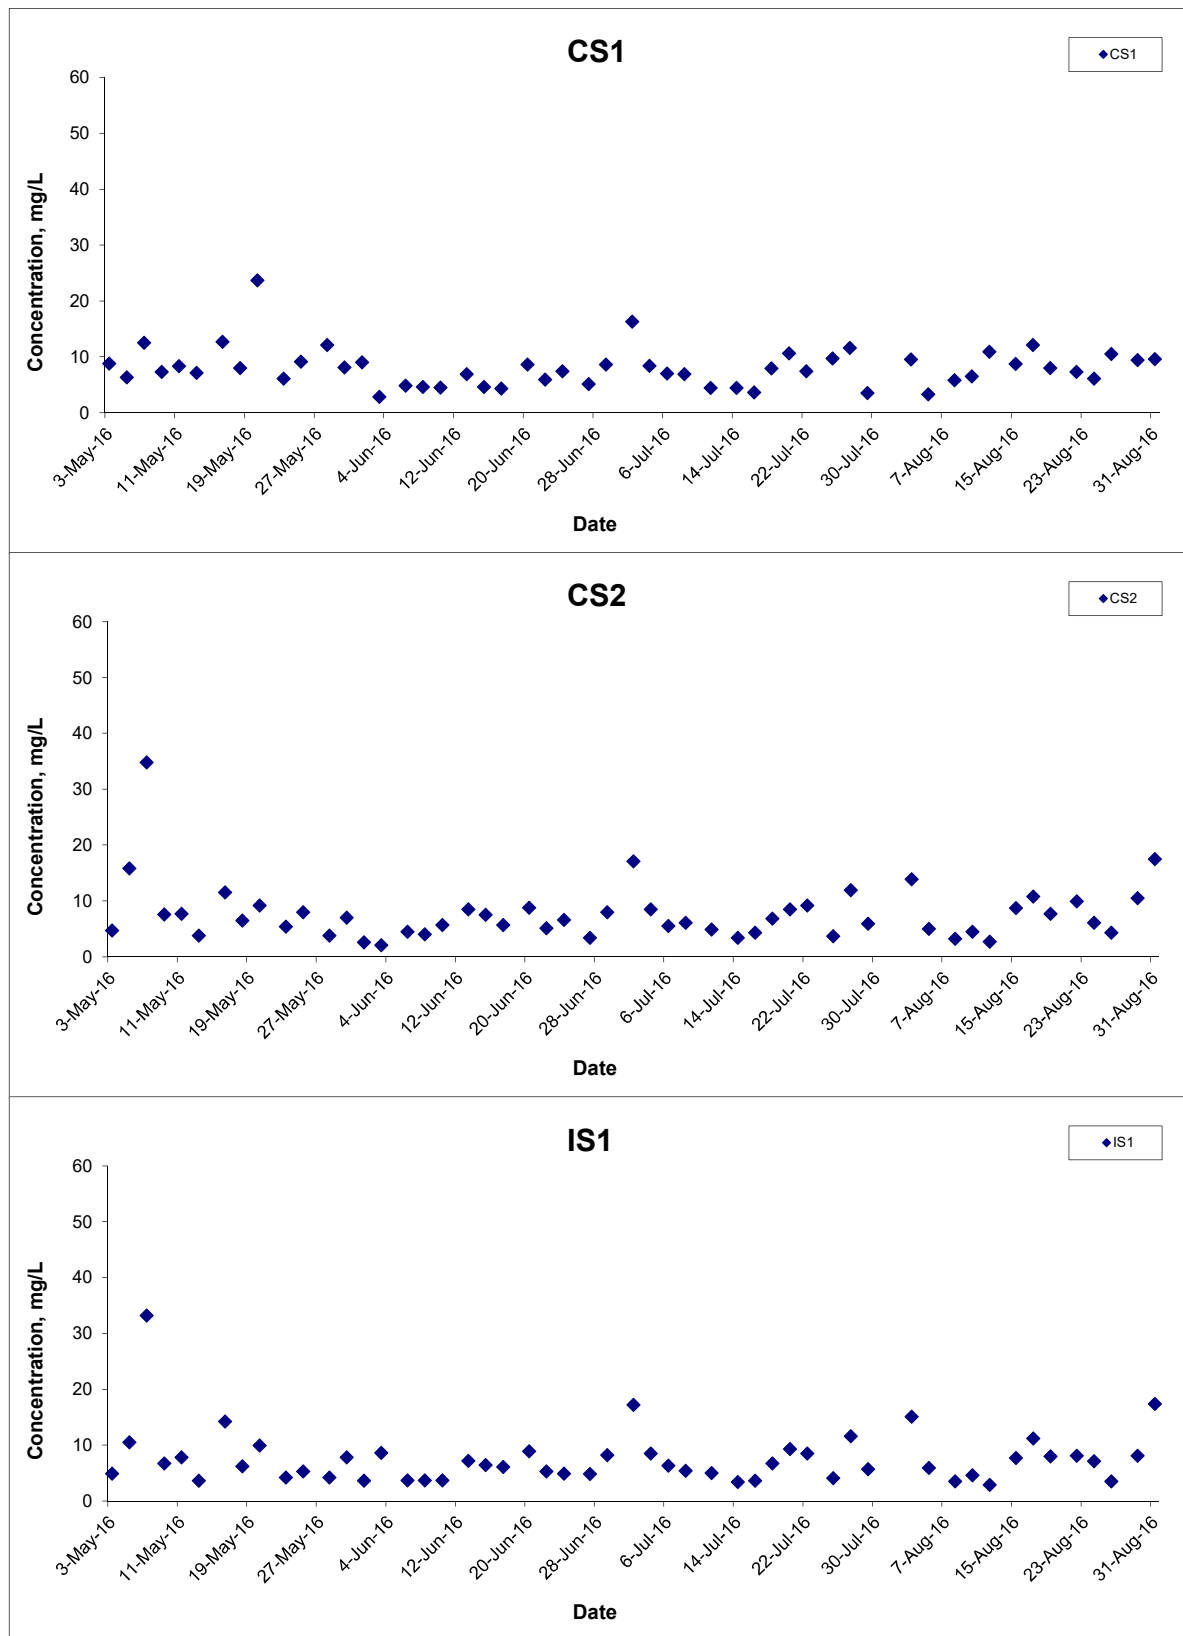 CS1
CS1
60
50
40
30
20
10
0
Concentration, mg/L
3-May-16
11-May-16
19-May-16
27-May-16
4-Jun-16
12-Jun-16
20-Jun-16
28-Jun-16
6-Jul-16
14-Jul-16
22-Jul-16
30-Jul-16
7-Aug-16
15-Aug-16
23-Aug-16
31-Aug-16
Date
CS2
CS2
60
50
40
30
20
10
0
Concentration, mg/L
3-May-16
11-May-16
19-May-16
27-May-16
4-Jun-16
12-Jun-16
20-Jun-16
28-Jun-16
6-Jul-16
14-Jul-16
22-Jul-16
30-Jul-16
7-Aug-16
15-Aug-16
23-Aug-16
31-Aug-16
Date
IS1
IS1
60
50
40
30
20
10
0
Concentration, mg/L
3-May-16
11-May-16
19-May-16
27-May-16
4-Jun-16
12-Jun-16
20-Jun-16
28-Jun-16
6-Jul-16
14-Jul-16
22-Jul-16
30-Jul-16
7-Aug-16
15-Aug-16
23-Aug-16
31-Aug-16
Date